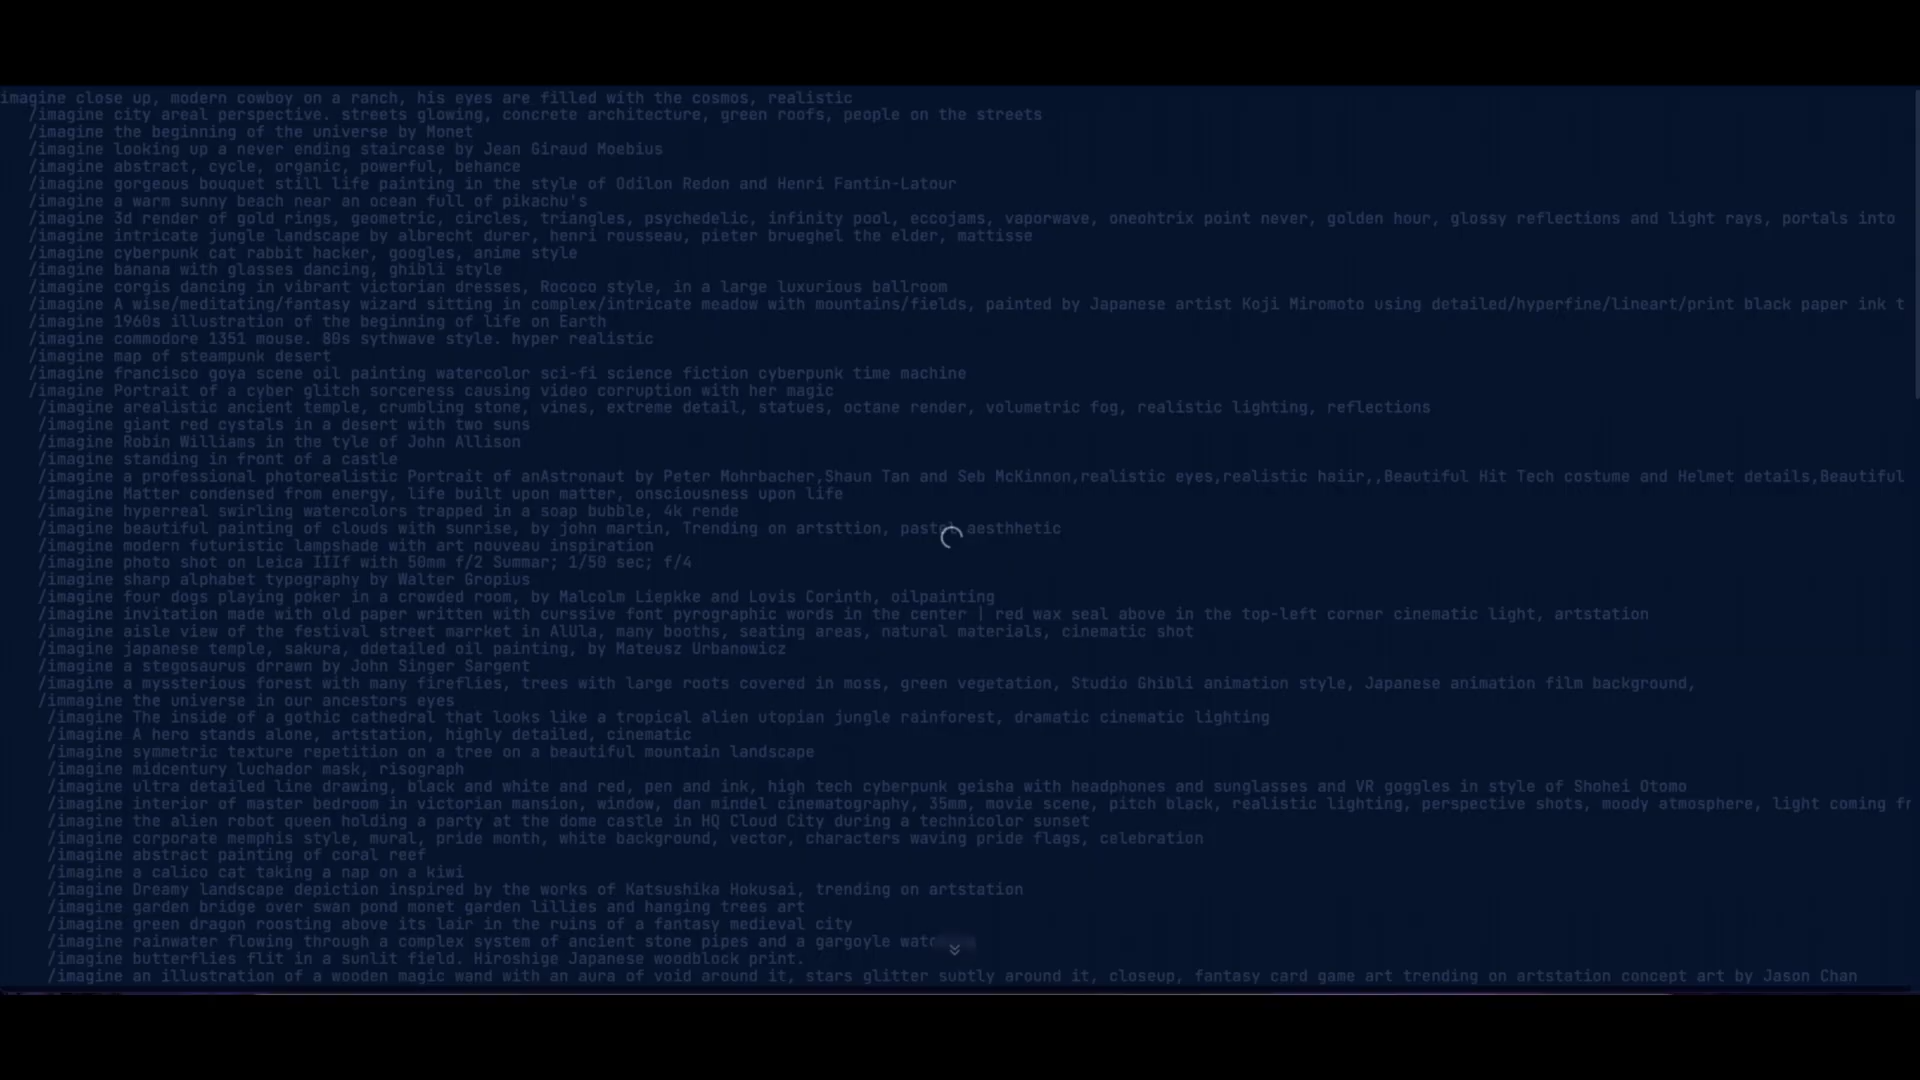 imagine close up, modern cowboy on a ranch, his eyes are filled with the cosmos, realistic
/imagine city areal perspective. streets glowing, concrete architecture, green roofs, people on the streets
/imagine the beginning of the universe by Monet
/imagine looking up a never ending staircase by Jean Giraud Moebius
/imagine abstract, cycle, organic, powerful, behance
/imagine gorgeous bouquet still life painting in the style of Odilon Redon and Henri Fantin-Latour
/imagine a warm sunny beach near an ocean full of pikachu's
/imagine 3d render of gold rings, geometric, circles, triangles, psychedelic, infinity pool, eccojams, vaporwave, oneohtrix point never, golden hour, glossy reflections and light rays, portals into
/imagine intricate jungle landscape by albrecht durer, henri rousseau, pieter brueghel the elder, mattisse
/imagine cyberpunk cat rabbit hacker, googles, anime style
/imagine banana with glasses dancing, ghibli style
/imagine corgis dancing in vibrant victorian dresses, Rococo style, in a large luxurious ballroom
/imagine A wise/meditating/fantasy wizard sitting in complex/intricate meadow with mountains/fields, painted by Japanese artist Koji Miromoto using detailed/hyperfine/lineart/print black paper ink t
/imagine 1960s illustration of the beginning of life on Earth
/imagine commodore 1351 mouse. 80s sythwave style. hyper realistic
/imagine map of steampunk desert
/imagine francisco goya scene oil painting watercolor sci-fi science fiction cyberpunk time machine
/imagine Portrait of a cyber glitch sorceress causing video corruption with her magic
/imagine arealistic ancient temple, crumbling stone, vines, extreme detail, statues, octane render, volumetric fog, realistic lighting, reflections
/imagine giant red cystals in a desert with two suns
/imagine Robin Williams in the tyle of John Allison
/imagine standing in front of a castle
/imagine a professional photorealistic Portrait of anAstronaut by Peter Mohrbacher,Shaun Tan and Seb McKinnon,realistic eyes,realistic haiir,,Beautiful Hit Tech costume and Helmet details,Beautiful
/imagine Matter condensed from energy, life built upon matter, onsciousness upon life
/imagine hyperreal swirling watercolors trapped in a soap bubble, 4k rende
/imagine beautiful painting of clouds with sunrise, by john martin, Trending on artsttion, pastel aesthhetic
/imagine modern futuristic lampshade with art nouveau inspiration
/imagine photo shot on Leica IIIf with 50mm f/2 Summar; 1/50 sec; f/4
/imagine sharp alphabet typography by Walter Gropius
/imagine four dogs playing poker in a crowded room, by Malcolm Liepkke and Lovis Corinth, oilpainting
/imagine invitation made with old paper written with curssive font pyrographic words in the center | red wax seal above in the top-left corner cinematic light, artstation
/imagine aisle view of the festival street marrket in AlUla, many booths, seating areas, natural materials, cinematic shot
/imagine japanese temple, sakura, ddetailed oil painting, by Mateusz Urbanowicz
/imagine a stegosaurus drrawn by John Singer Sargent
/imagine a myssterious forest with many fireflies, trees with large roots covered in moss, green vegetation, Studio Ghibli animation style, Japanese animation film background,
/immagine the universe in our ancestors eyes
/imagine The inside of a gothic cathedral that looks like a tropical alien utopian jungle rainforest, dramatic cinematic lighting
/imagine A hero stands alone, artstation, highly detailed, cinematic
/imagine symmetric texture repetition on a tree on a beautiful mountain landscape
/imagine midcentury luchador mask, risograph
/imagine ultra detailed line drawing, black and white and red, pen and ink, high tech cyberpunk geisha with headphones and sunglasses and VR goggles in style of Shohei Otomo
/imagine interior of master bedroom in victorian mansion, window, dan mindel cinematography, 35mm, movie scene, pitch black, realistic lighting, perspective shots, moody atmosphere, light coming fr
/imagine the alien robot queen holding a party at the dome castle in HQ Cloud City during a technicolor sunset
/imagine corporate memphis style, mural, pride month, white background, vector, characters waving pride flags, celebration
/imagine abstract painting of coral reef
/imagine a calico cat taking a nap on a kiwi
/imagine Dreamy landscape depiction inspired by the works of Katsushika Hokusai, trending on artstation
/imagine garden bridge over swan pond monet garden lillies and hanging trees art
/imagine green dragon roosting above its lair in the ruins of a fantasy medieval city
/imagine rainwater flowing through a complex system of ancient stone pipes and a gargoyle
/imagine butterflies flit in a sunlit field. Hiroshige Japanese woodblock print.
/imagine an illustration of a wooden magic wand with an aura of void around it, stars glitter subtly around it, closeup, fantasy card game art trending on artstation concept art by Jason Chan